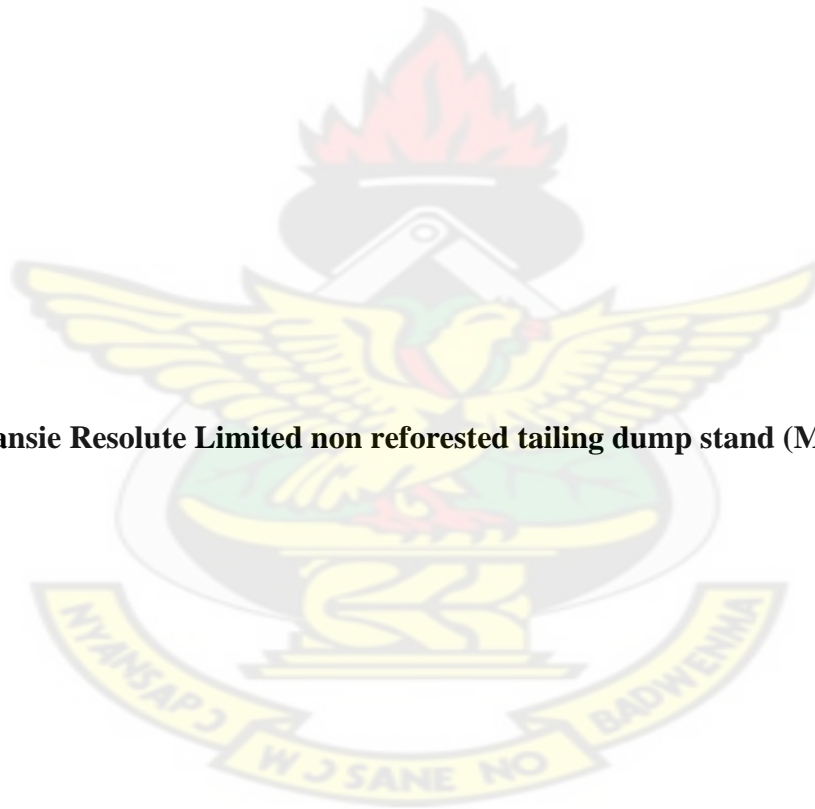 ansie Resolute Limited non reforested tailing dump stand (M
NYANSAPƆ
WƆSANE NO
BADWENMA